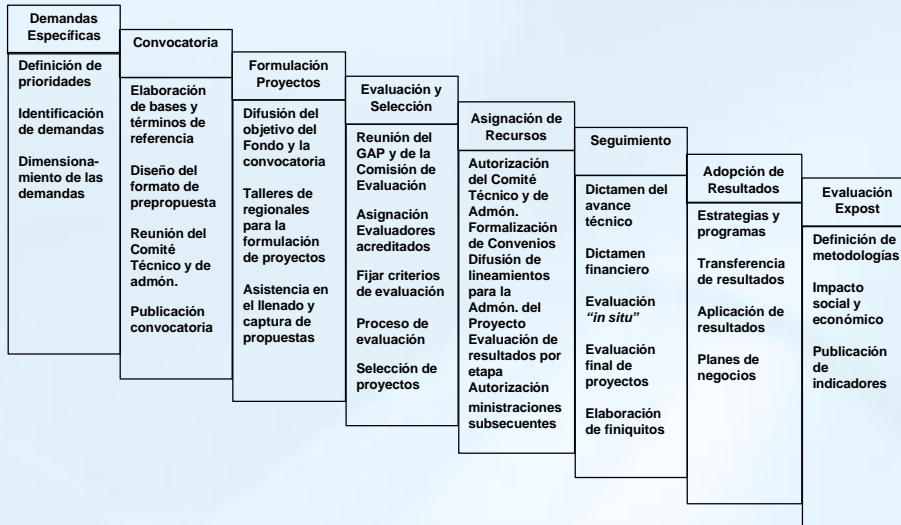 Demandas
Específicas
Definición de
prioridades
Identificación
de demandas
Dimensiona-
miento de las
demandas
Convocatoria
Elaboración
de bases y
términos de
referencia
Diseño del
formato de
prepropuesta
Reunión del
Comité
Técnico y de
admón.
Publicación
convocatoria
Formulación
Proyectos
Difusión del
objetivo del
Fondo y la
convocatoria
Talleres de
regionales
para la
formulación
de proyectos
Asistencia en
el llenado y
captura de
propuestas
Evaluación y
Selección
Reunión del
GAP y de la
Comisión de
Evaluación
Asignación
Evaluadores
acreditados
Fijar criterios
de evaluación
Proceso de
evaluación
Selección de
proyectos
Asignación de
Recursos
Autorización
del Comité
Técnico y de
Admón.
Formalización
de Convenios
Difusión de
lineamientos
para la
Admón. del
Proyecto
Evaluación de
resultados por
etapa
Autorización
ministraciones
subsecuentes
Seguimiento
Dictamen del
avance
técnico
Dictamen
financiero
Evaluación
“in situ”
Evaluación
final de
proyectos
Elaboración
de finiquitos
Adopción de
Resultados
Estrategias y
programas
Transferencia
de resultados
Aplicación de
resultados
Planes de
negocios
Evaluación
Expost
Definición de
metodologías
Impacto
social y
económico
Publicación
de
indicadores